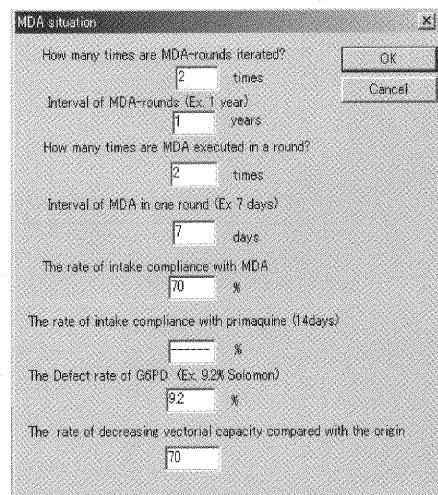 MDA situation
How many times are MDA-rounds iterated?
OK
2 times
Cancel
Interval of MDA-rounds (Ex. 1 year)
1 years
How many times are MDA executed in a round?
2 times
Interval of MDA in one round (Ex 7 days)
7 days
The rate of intake compliance with MDA
70 %
The rate of intake compliance with primaquine (14days)
------ %
The Defect rate of G6PD (Ex. 9.2% Solomon)
9.2 %
The rate of decreasing vectorial capacity compared with the origin
70